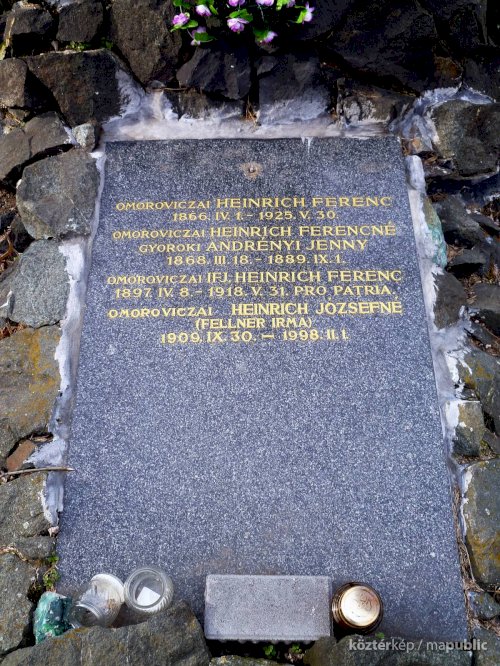 OMOROVICZAI HEINRICH FERENC
1866. IV. 1. - 1925. V. 30.
OMOROVICZAI HEINRICH FERENCNÉ
GYOROKI ANDRÉNYI JENNY
1868. III. 18. - 1889. IX. 1.
OMOROVICZAI IFJ. HEINRICH FERENC
1897. IV. 8. - 1918. V. 31. PRO PATRIA.
OMOROVICZAI HEINRICH JÓZSEFNÉ
(FELLNER IRMA)
1909. IX. 30. - 1998. II. 1.
köztérkép / mapublic